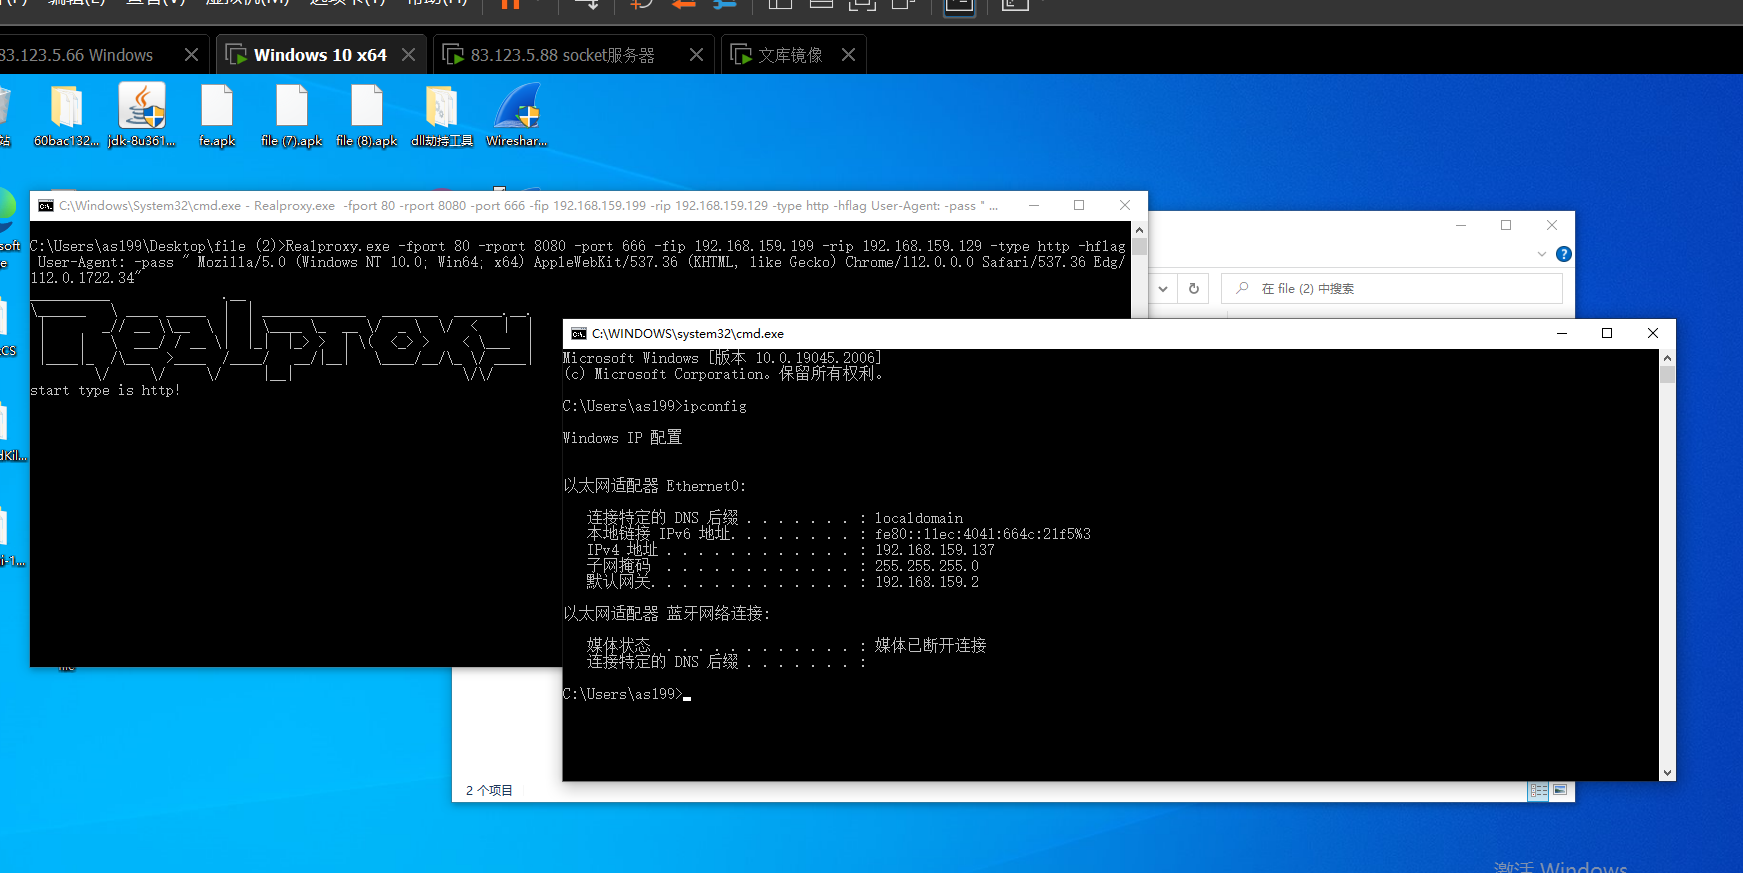 编辑(E) 查看(V) 虚拟机(M) 选项卡(T) 帮助(H)
83.123.5.66 Windows
Windows 10 x64
83.123.5.88 socket服务器
文库镜像
站
60bac132...
jdk-8u361...
fe.apk
file (7).apk
file (8).apk
dll劫持工具
Wireshar...
C:\Windows\System32\cmd.exe - Realproxy.exe -fport 80 -rport 8080 -port 666 -fip 192.168.159.199 -rip 192.168.159.129 -type http -hflag User-Agent: -pass " ...
C:\Users\as199\Desktop\file (2)>Realproxy.exe -fport 80 -rport 8080 -port 666 -fip 192.168.159.199 -rip 192.168.159.129 -type http -hflag
User-Agent: -pass " Mozilla/5.0 (Windows NT 10.0; Win64; x64) AppleWebKit/537.36 (KHTML, like Gecko) Chrome/112.0.0.0 Safari/537.36 Edg/
112.0.1722.34"
Realproxy
start type is http!
在 file (2) 中搜索
C:\WINDOWS\system32\cmd.exe
Microsoft Windows [版本 10.0.19045.2006]
(c) Microsoft Corporation。保留所有权利。
C:\Users\as199>ipconfig
Windows IP 配置
以太网适配器 Ethernet0:
连接特定的 DNS 后缀 . . . . . . . : localdomain
本地链接 IPv6 地址. . . . . . . . : fe80::11ec:4041:664c:21f5%3
IPv4 地址 . . . . . . . . . . . . : 192.168.159.137
子网掩码 . . . . . . . . . . . . : 255.255.255.0
默认网关. . . . . . . . . . . . . : 192.168.159.2
以太网适配器 蓝牙网络连接:
媒体状态 . . . . . . . . . . . . : 媒体已断开连接
连接特定的 DNS 后缀 . . . . . . . :
C:\Users\as199>
2 个项目
激活 Windows